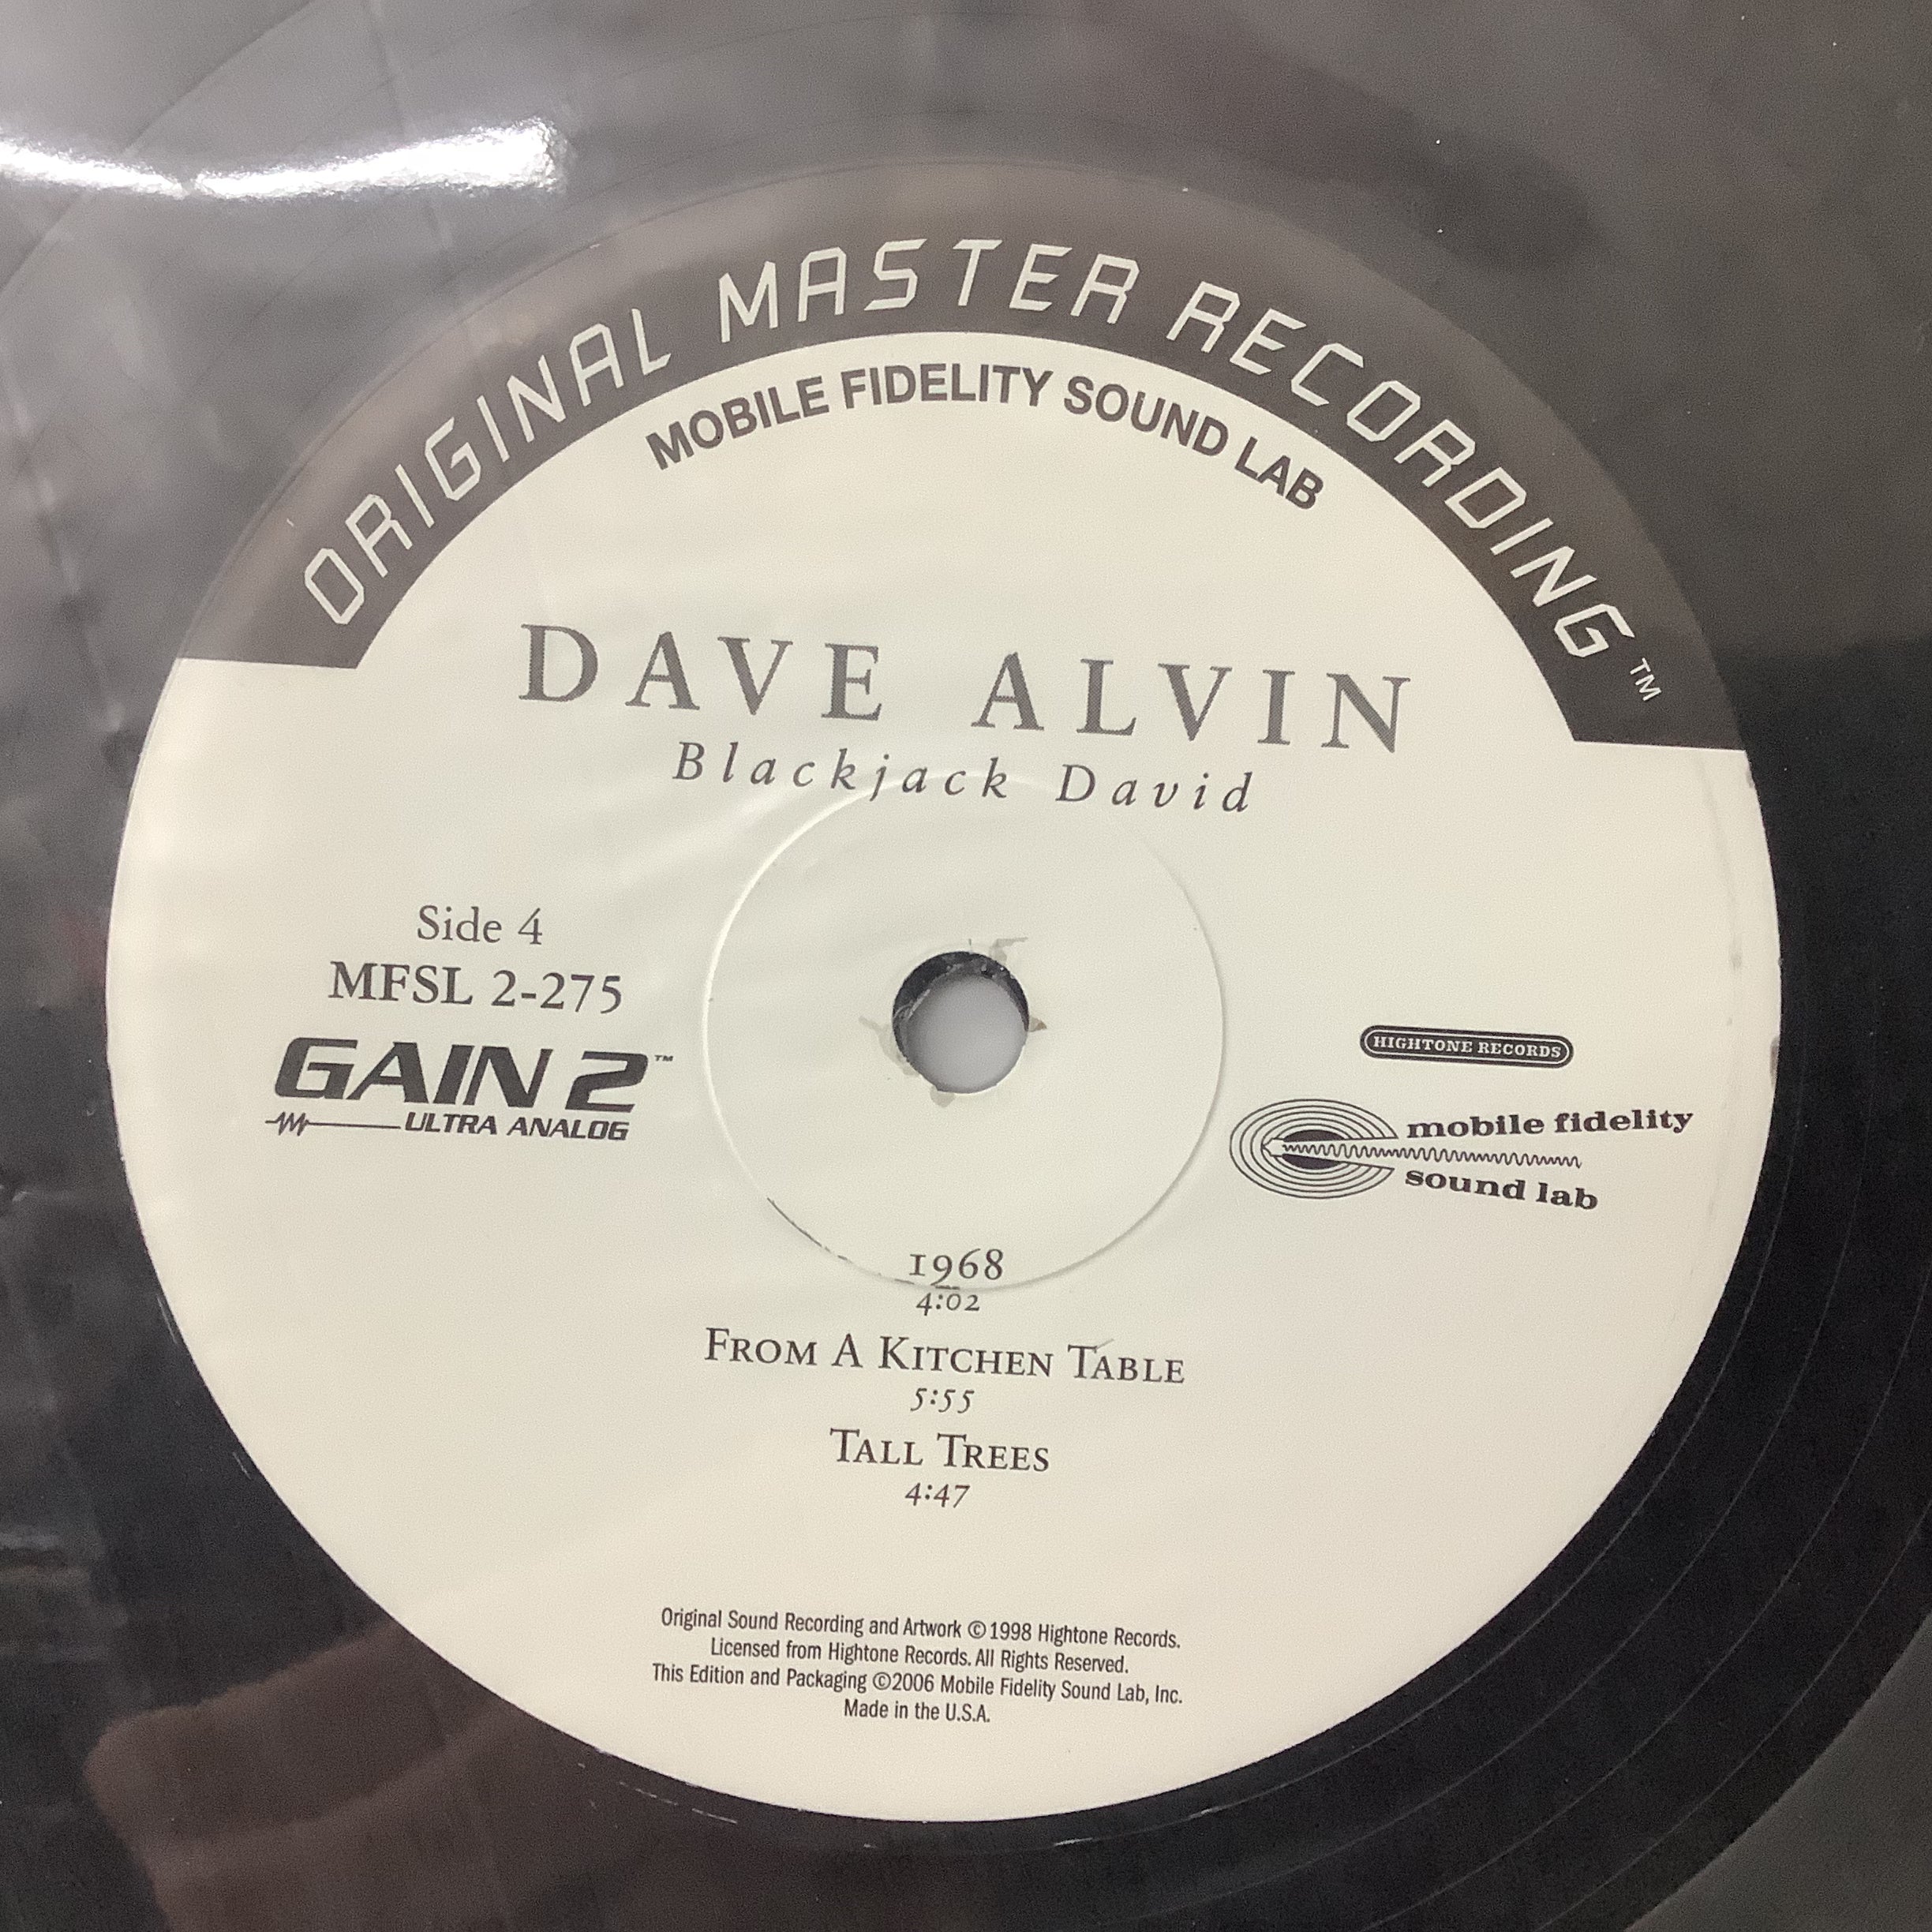 ORIGINAL MASTER RECORDING™
MOBILE FIDELITY SOUND LAB
DAVE ALVIN
Blackjack David
Side 4
MFSL 2-275
GAIN 2™
ULTRA ANALOG
HIGHTONE RECORDS
mobile fidelity
sound lab
1968
4:02
FROM A KITCHEN TABLE
5:55
TALL TREES
4:47
Original Sound Recording and Artwork ©1998 Hightone Records.
Licensed from Hightone Records. All Rights Reserved.
This Edition and Packaging ©2006 Mobile Fidelity Sound Lab, Inc.
Made in the U.S.A.